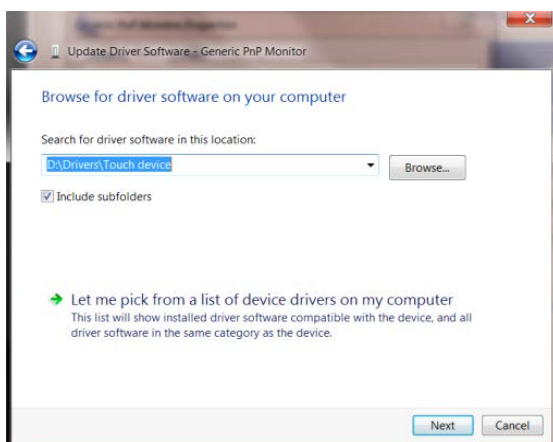 Update Driver Software - Generic PnP Monitor
Browse for driver software on your computer
Search for driver software in this location:
D:\Drivers\Touch device
Browse...
Include subfolders
Let me pick from a list of device drivers on my computer
This list will show installed driver software compatible with the device, and all
driver software in the same category as the device.
Next
Cancel